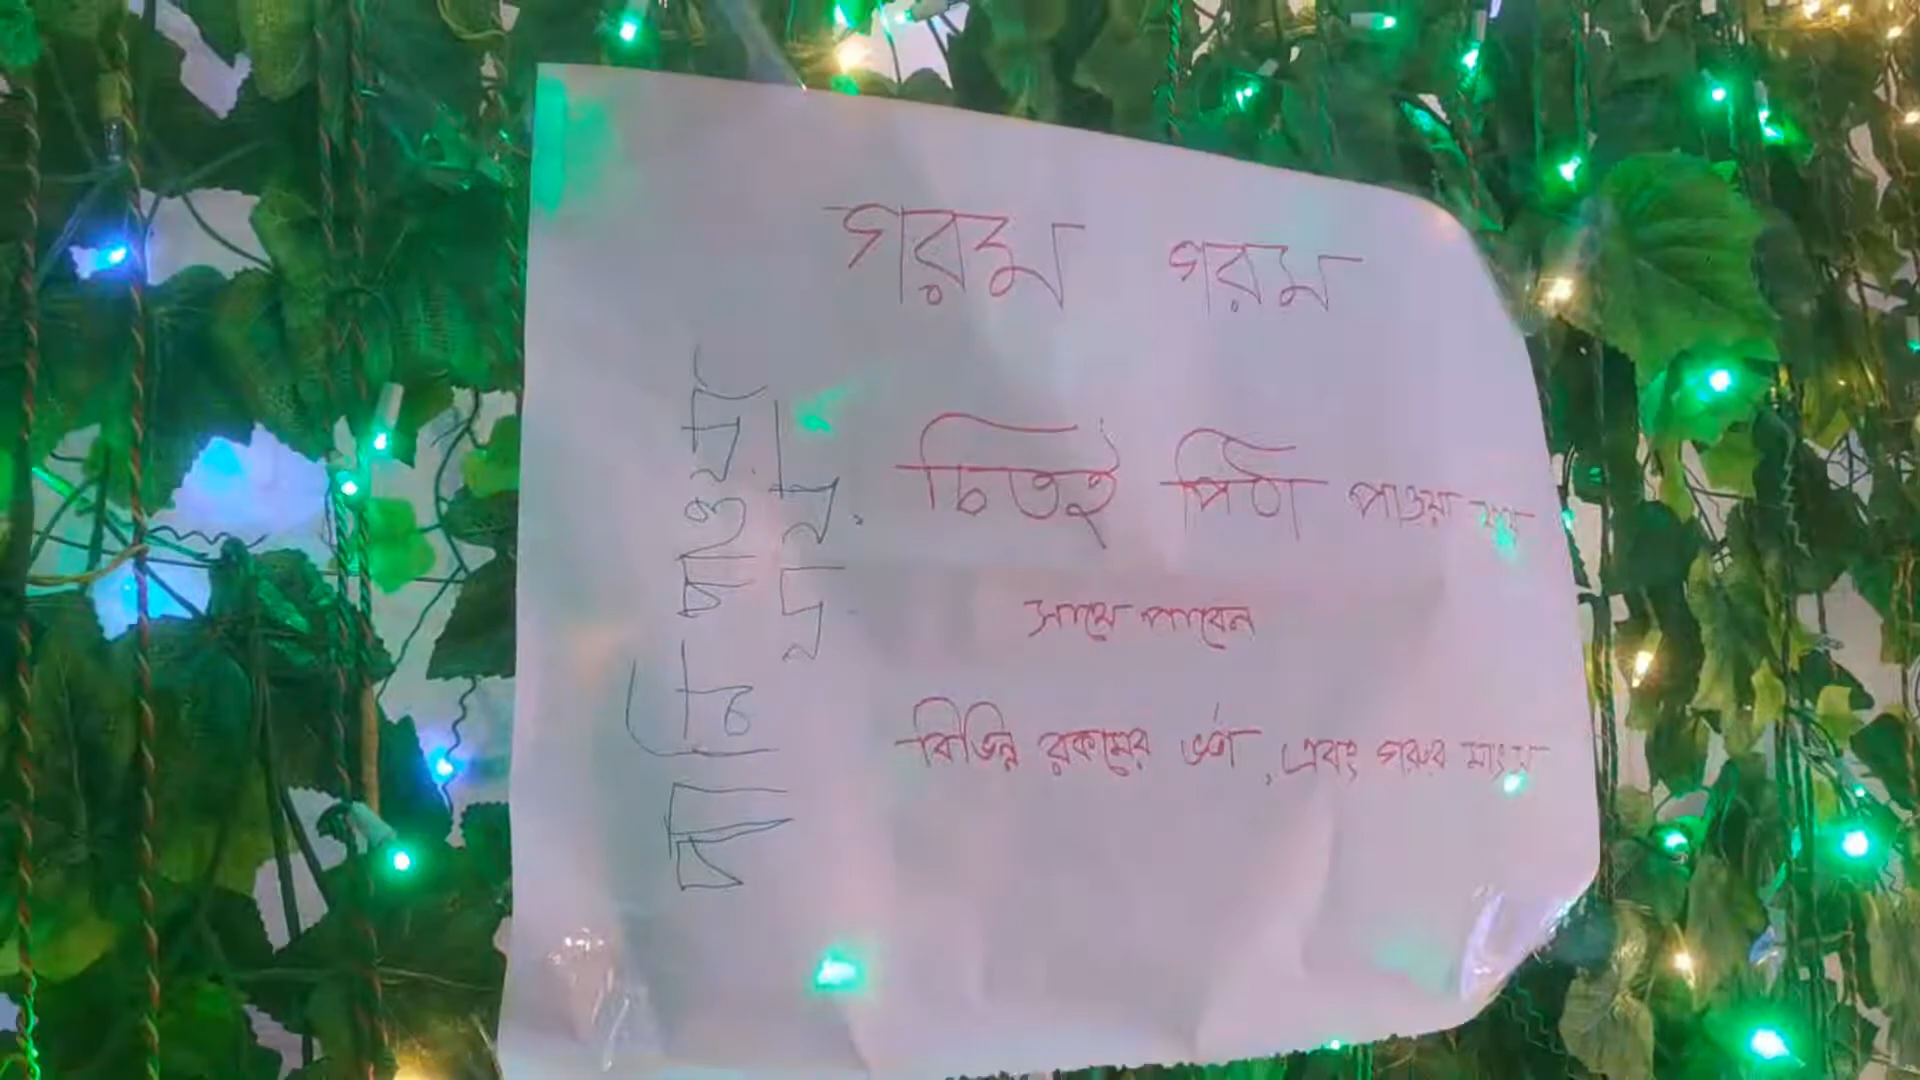 গরম গরম
চিতই পিঠা পাওয়া যায়
সাথে পাবেন
বিভিন্ন রকমের ভর্তা, এবং গরুর মাংস